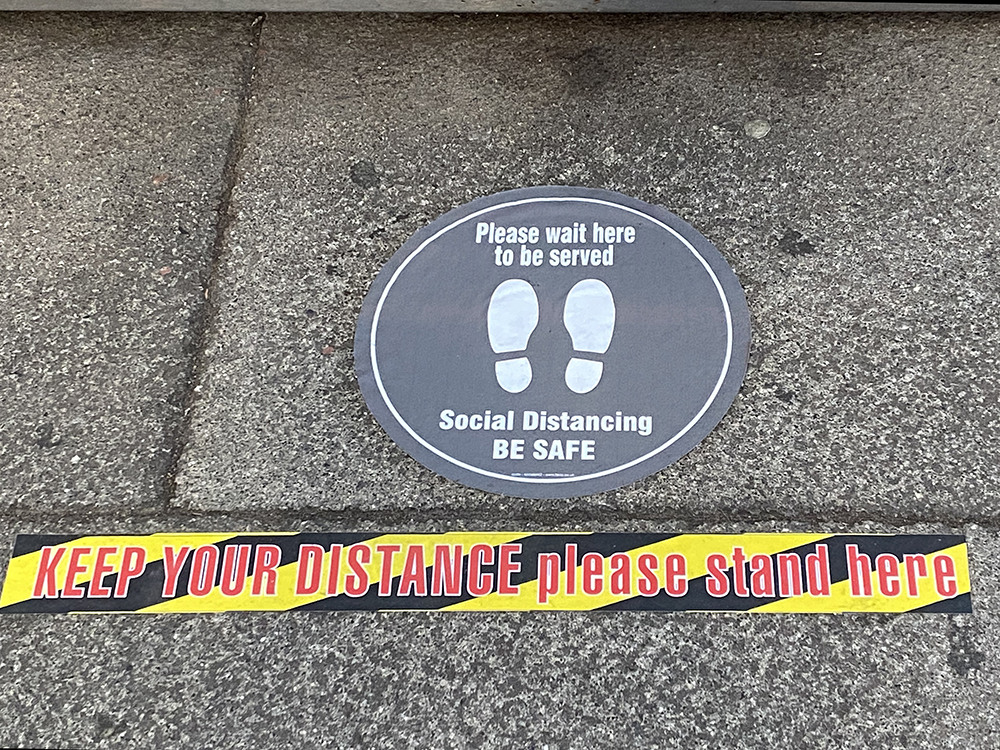 Please wait here
to be served
Social Distancing
BE SAFE
KEEP YOUR DISTANCE please stand here